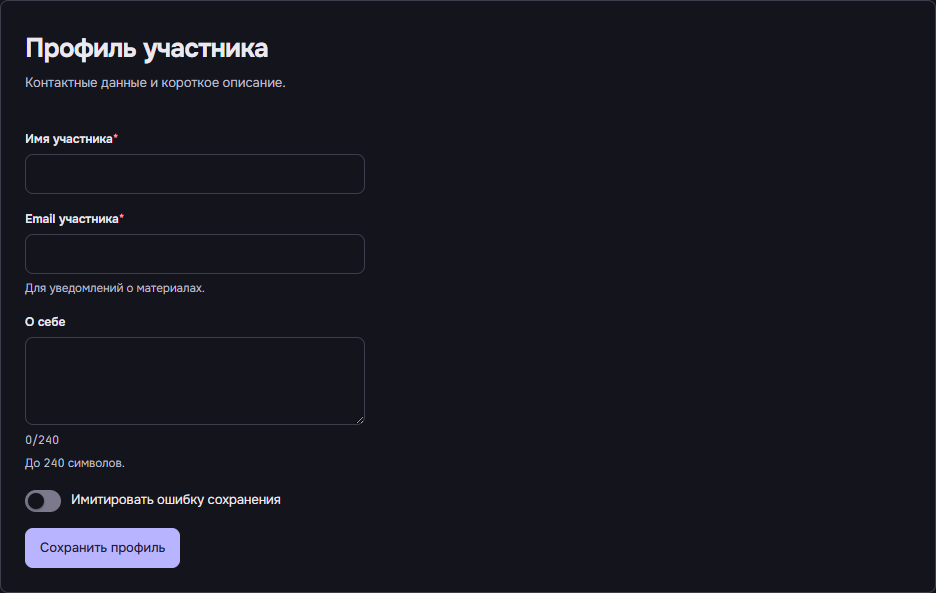 Профиль участника
Контактные данные и короткое описание.
Имя участника*
Email участника*
Для уведомлений о материалах.
О себе
0/240
До 240 символов.
Имитировать ошибку сохранения
Сохранить профиль